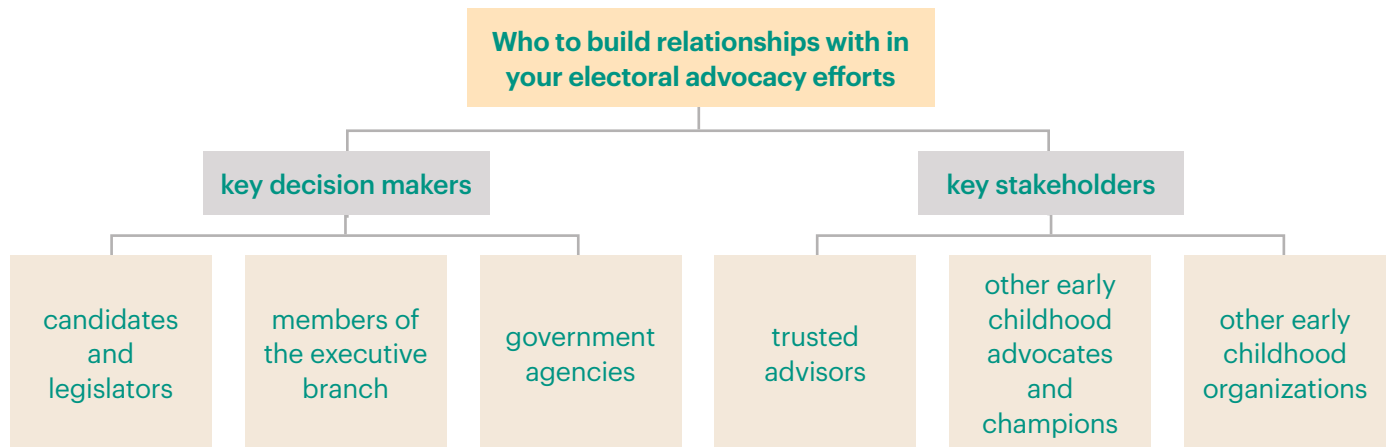 Who to build relationships with in
your electoral advocacy efforts
key decision makers
key stakeholders
candidates
and
legislators
members of
the executive
branch
government
agencies
trusted
advisors
other early
childhood
advocates
and
champions
other early
childhood
organizations